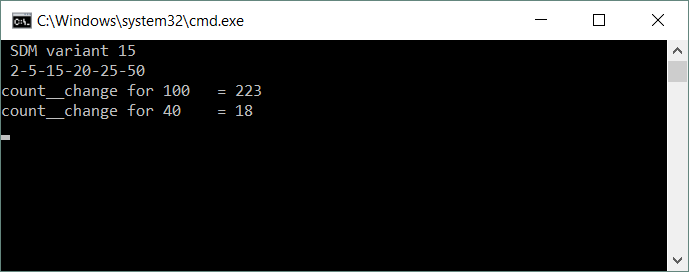 C:\Windows\system32\cmd.exe
SDM variant 15
2-5-15-20-25-50
count__change for 100   = 223
count__change for 40    = 18